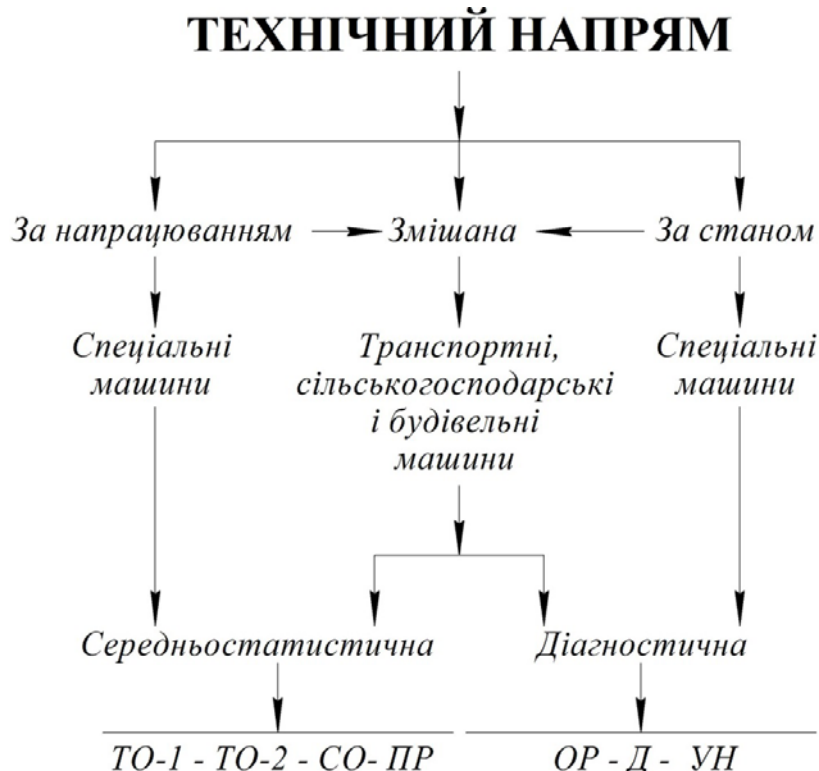 ТЕХНІЧНИЙ НАПРЯМ
За напрацюванням
Змішана
За станом
Спеціальні
машини
Транспортні,
сільськогосподарські
і будівельні
машини
Спеціальні
машини
Середньостатистична
Діагностична
ТО-1 - ТО-2 - СО- ПР
ОР - Д - УН